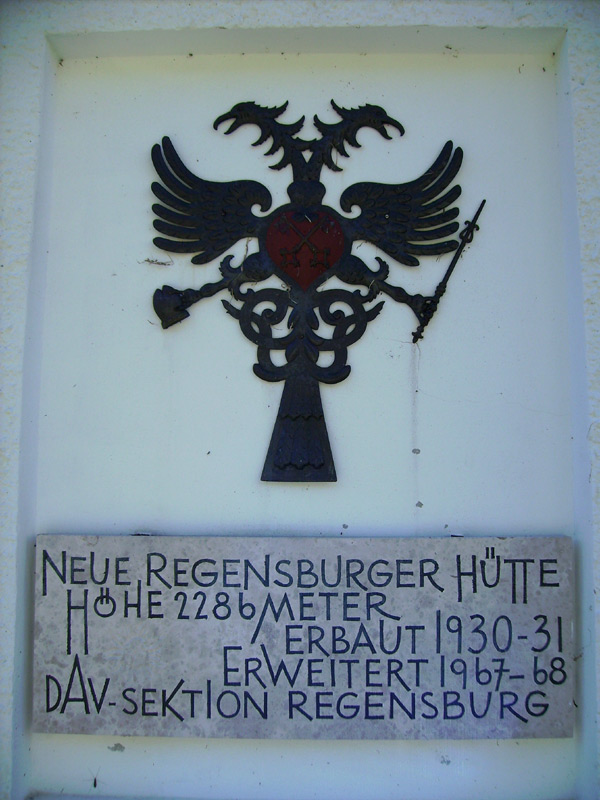 NEUE REGENSBURGER HÜTTE
HÖHE 2286 METER
ERBAUT 1930-31
ERWEITERT 1967-68
DAV-SEKTION REGENSBURG